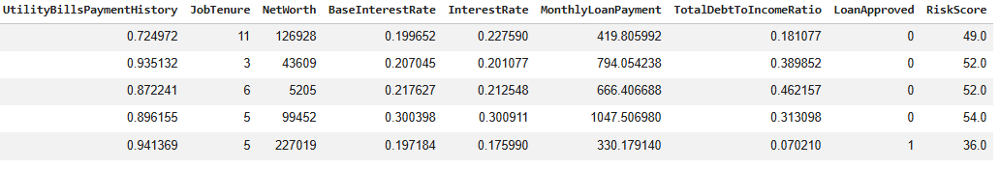 UtilityBillsPaymentHistory JobTenure NetWorth BaseInterestRate InterestRate MonthlyLoanPayment TotalDebtToIncomeRatio LoanApproved RiskScore
0.724972 11 126928 0.199652 0.227590 419.805992 0.181077 0 49.0
0.935132 3 43609 0.207045 0.201077 794.054238 0.389852 0 52.0
0.872241 6 5205 0.217627 0.212548 666.406688 0.462157 0 52.0
0.896155 5 99452 0.300398 0.300911 1047.506980 0.313098 0 54.0
0.941369 5 227019 0.197184 0.175990 330.179140 0.070210 1 36.0